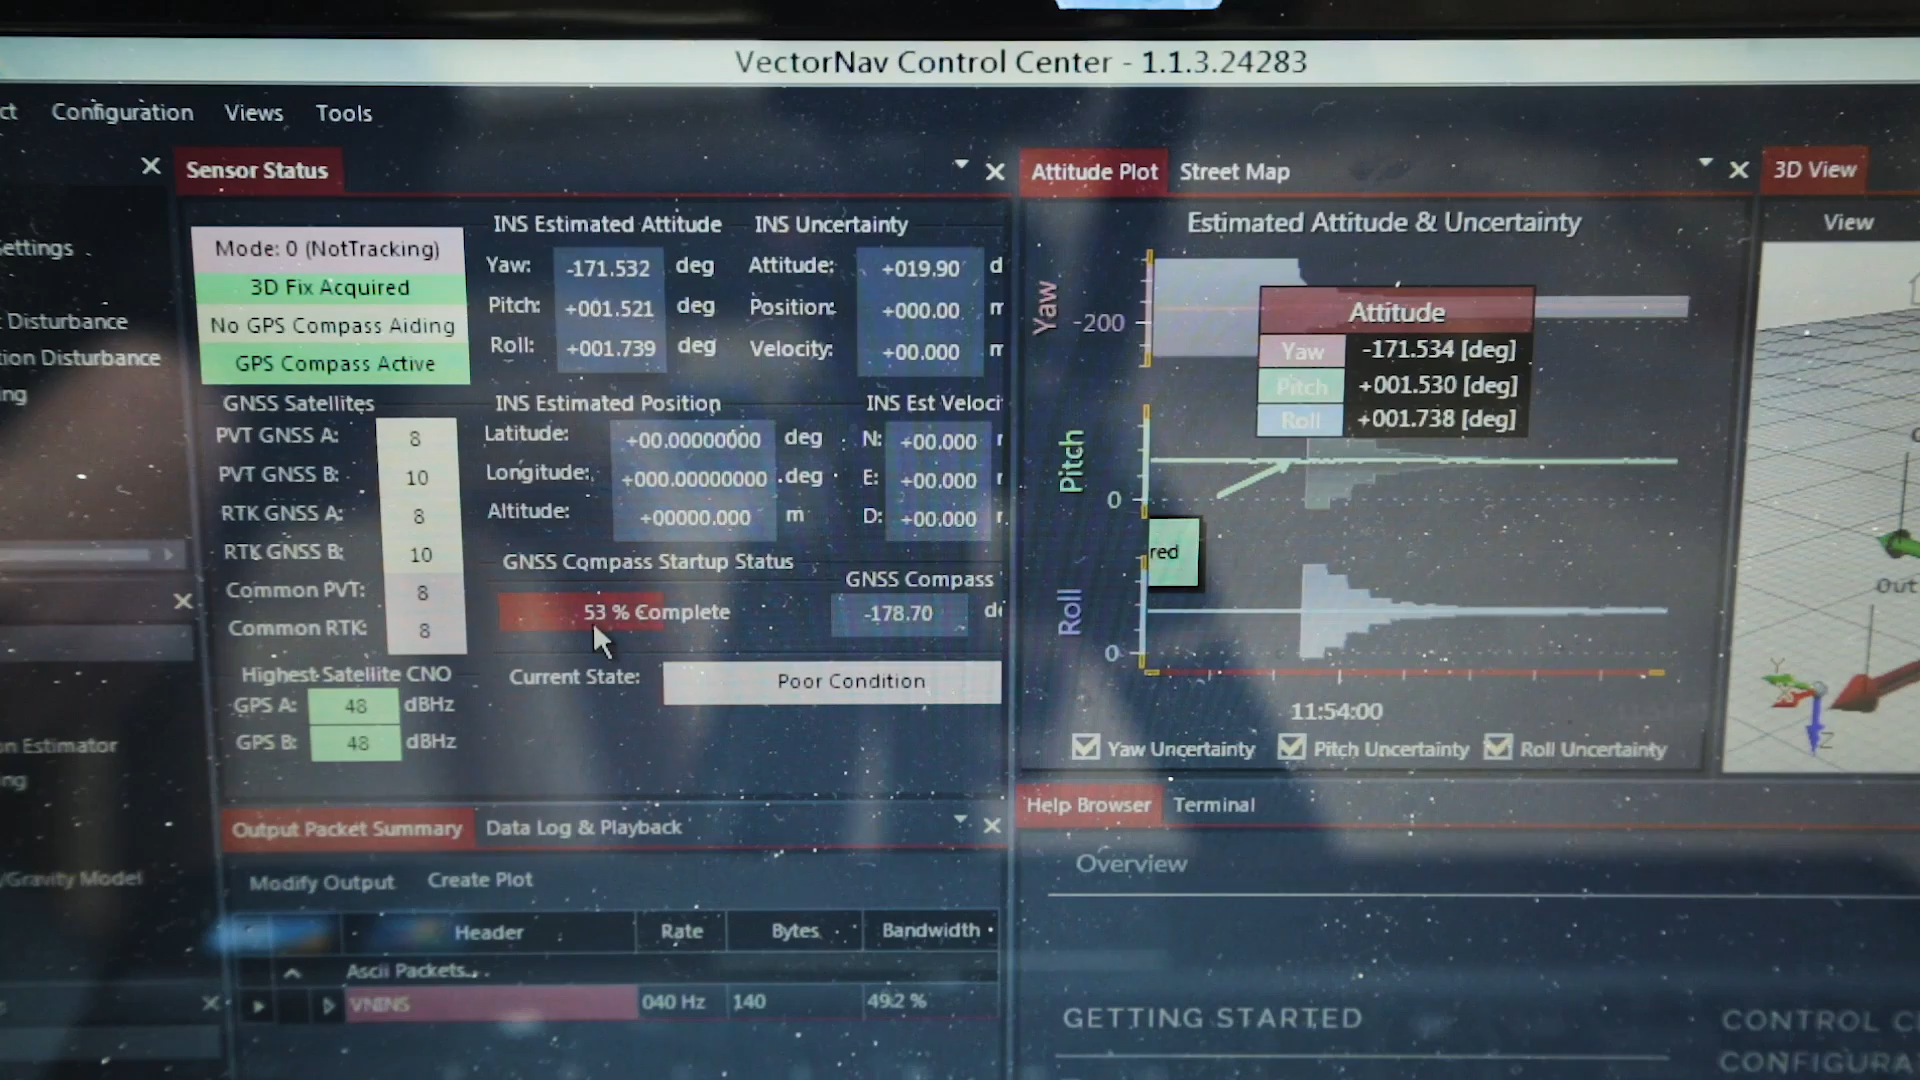 VectorNav Control Center - 1.1.3.24283
ct Configuration Views Tools
Sensor Status
Attitude Plot Street Map
3D View
View
ettings
Disturbance
ion Disturbance
ng
n Estimator
ng
/Gravity Model
Mode: 0 (NotTracking)
3D Fix Acquired
No GPS Compass Aiding
GPS Compass Active
GNSS Satellites
PVT GNSS A: 8
PVT GNSS B: 10
RTK GNSS A: 8
RTK GNSS B: 10
Common PVT: 8
Common RTK: 8
Highest Satellite CNO
GPS A: 48 dBHz
GPS B: 48 dBHz
INS Estimated Attitude
Yaw: -171.532 deg
Pitch: +001.521 deg
Roll: +001.739 deg
INS Uncertainty
Attitude: +019.90 d
Position: +000.00 m
Velocity: +00.000 m
INS Estimated Position
Latitude: +00.00000000 deg
Longitude: +000.00000000 deg
Altitude: +00000.000 m
INS Est Veloci
N: +00.000
E: +00.000
D: +00.000
GNSS Compass Startup Status
53 % Complete
GNSS Compass
-178.70 de
Current State: Poor Condition
Estimated Attitude & Uncertainty
Yaw
-200
Pitch
0
Roll
0
Attitude
Yaw -171.534 [deg]
Pitch +001.530 [deg]
Roll +001.738 [deg]
red
11:54:00
Yaw Uncertainty Pitch Uncertainty Roll Uncertainty
Out
Y
X
Z
Output Packet Summary Data Log & Playback
Modify Output Create Plot
Header Rate Bytes Bandwidth
Ascii Packets...
VNINS 040 Hz 140 49.2 %
Help Browser Terminal
Overview
GETTING STARTED
CONTROL C
CONFIGURA